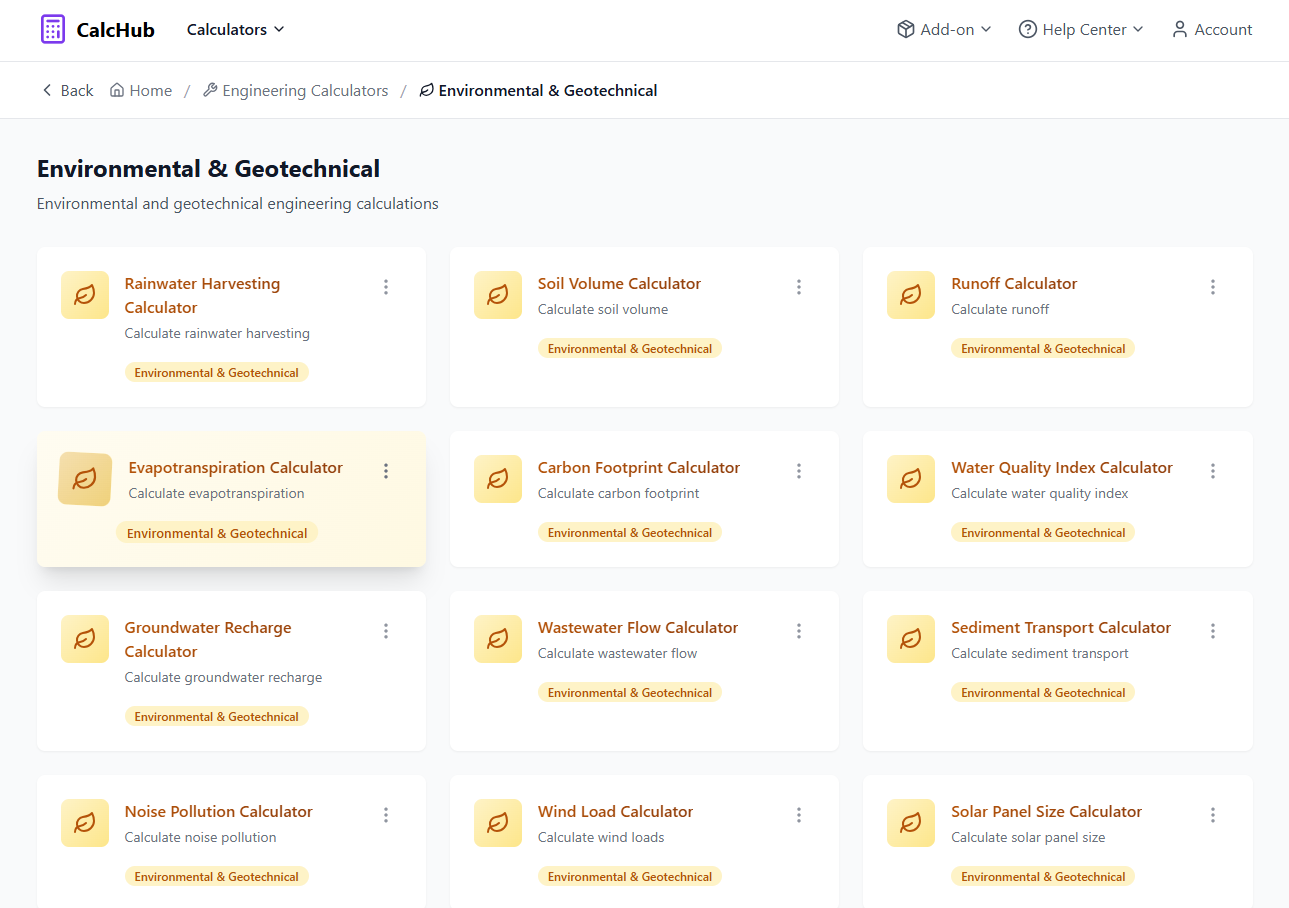 CalcHub
Calculators
Add-on
Help Center
Account
Back
Home
/
Engineering Calculators
/
Environmental & Geotechnical
Environmental & Geotechnical
Environmental and geotechnical engineering calculations
Rainwater Harvesting
Calculator
Calculate rainwater harvesting
Environmental & Geotechnical
Soil Volume Calculator
Calculate soil volume
Environmental & Geotechnical
Runoff Calculator
Calculate runoff
Environmental & Geotechnical
Evapotranspiration Calculator
Calculate evapotranspiration
Environmental & Geotechnical
Carbon Footprint Calculator
Calculate carbon footprint
Environmental & Geotechnical
Water Quality Index Calculator
Calculate water quality index
Environmental & Geotechnical
Groundwater Recharge
Calculator
Calculate groundwater recharge
Environmental & Geotechnical
Wastewater Flow Calculator
Calculate wastewater flow
Environmental & Geotechnical
Sediment Transport Calculator
Calculate sediment transport
Environmental & Geotechnical
Noise Pollution Calculator
Calculate noise pollution
Environmental & Geotechnical
Wind Load Calculator
Calculate wind loads
Environmental & Geotechnical
Solar Panel Size Calculator
Calculate solar panel size
Environmental & Geotechnical